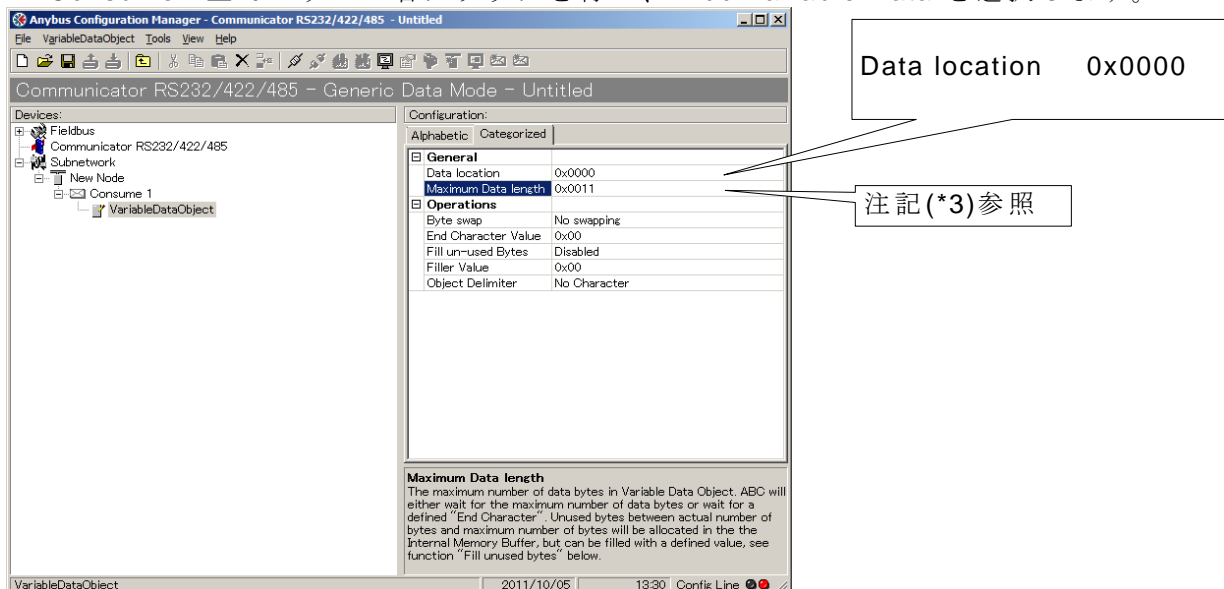 Anybus Configuration Manager - Communicator RS232/422/485 - Untitled
File VariableDataObject Tools View Help
Communicator RS232/422/485 - Generic Data Mode - Untitled
Devices:
Fieldbus
Communicator RS232/422/485
Subnetwork
New Node
Consume 1
VariableDataObject
Configuration:
Alphabetic Categorized
General
Data location 0x0000
Maximum Data length 0x0011
Operations
Byte swap No swapping
End Character Value 0x00
Fill un-used Bytes Disabled
Filler Value 0x00
Object Delimiter No Character
Maximum Data length
The maximum number of data bytes in Variable Data Object. ABC will
either wait for the maximum number of data bytes or wait for a
defined "End Character". Unused bytes between actual number of
bytes and maximum number of bytes will be allocated in the the
Internal Memory Buffer, but can be filled with a defined value, see
function "Fill unused bytes" below.
VariableDataObject 2011/10/05 13:30 Config Line
Data location 0x0000
注記(*3)参照